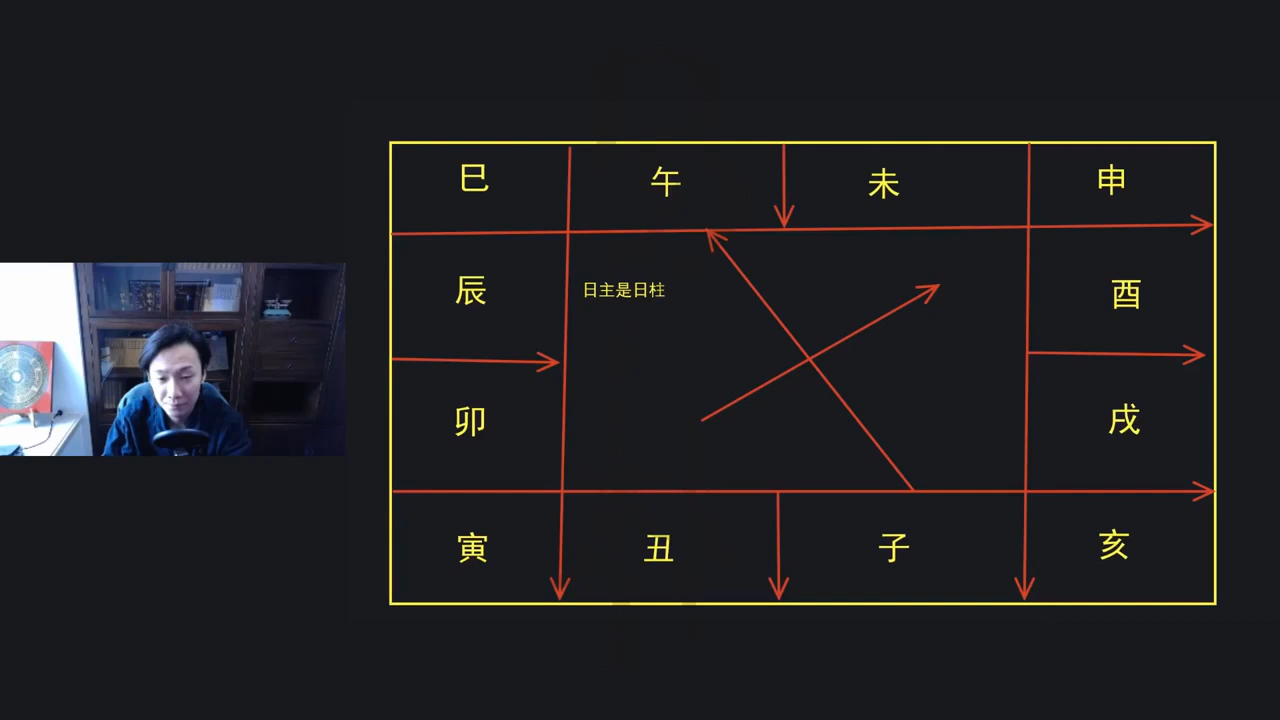 巳 午 未 申
辰 日主是日柱 酉
卯 戌
寅 丑 子 亥